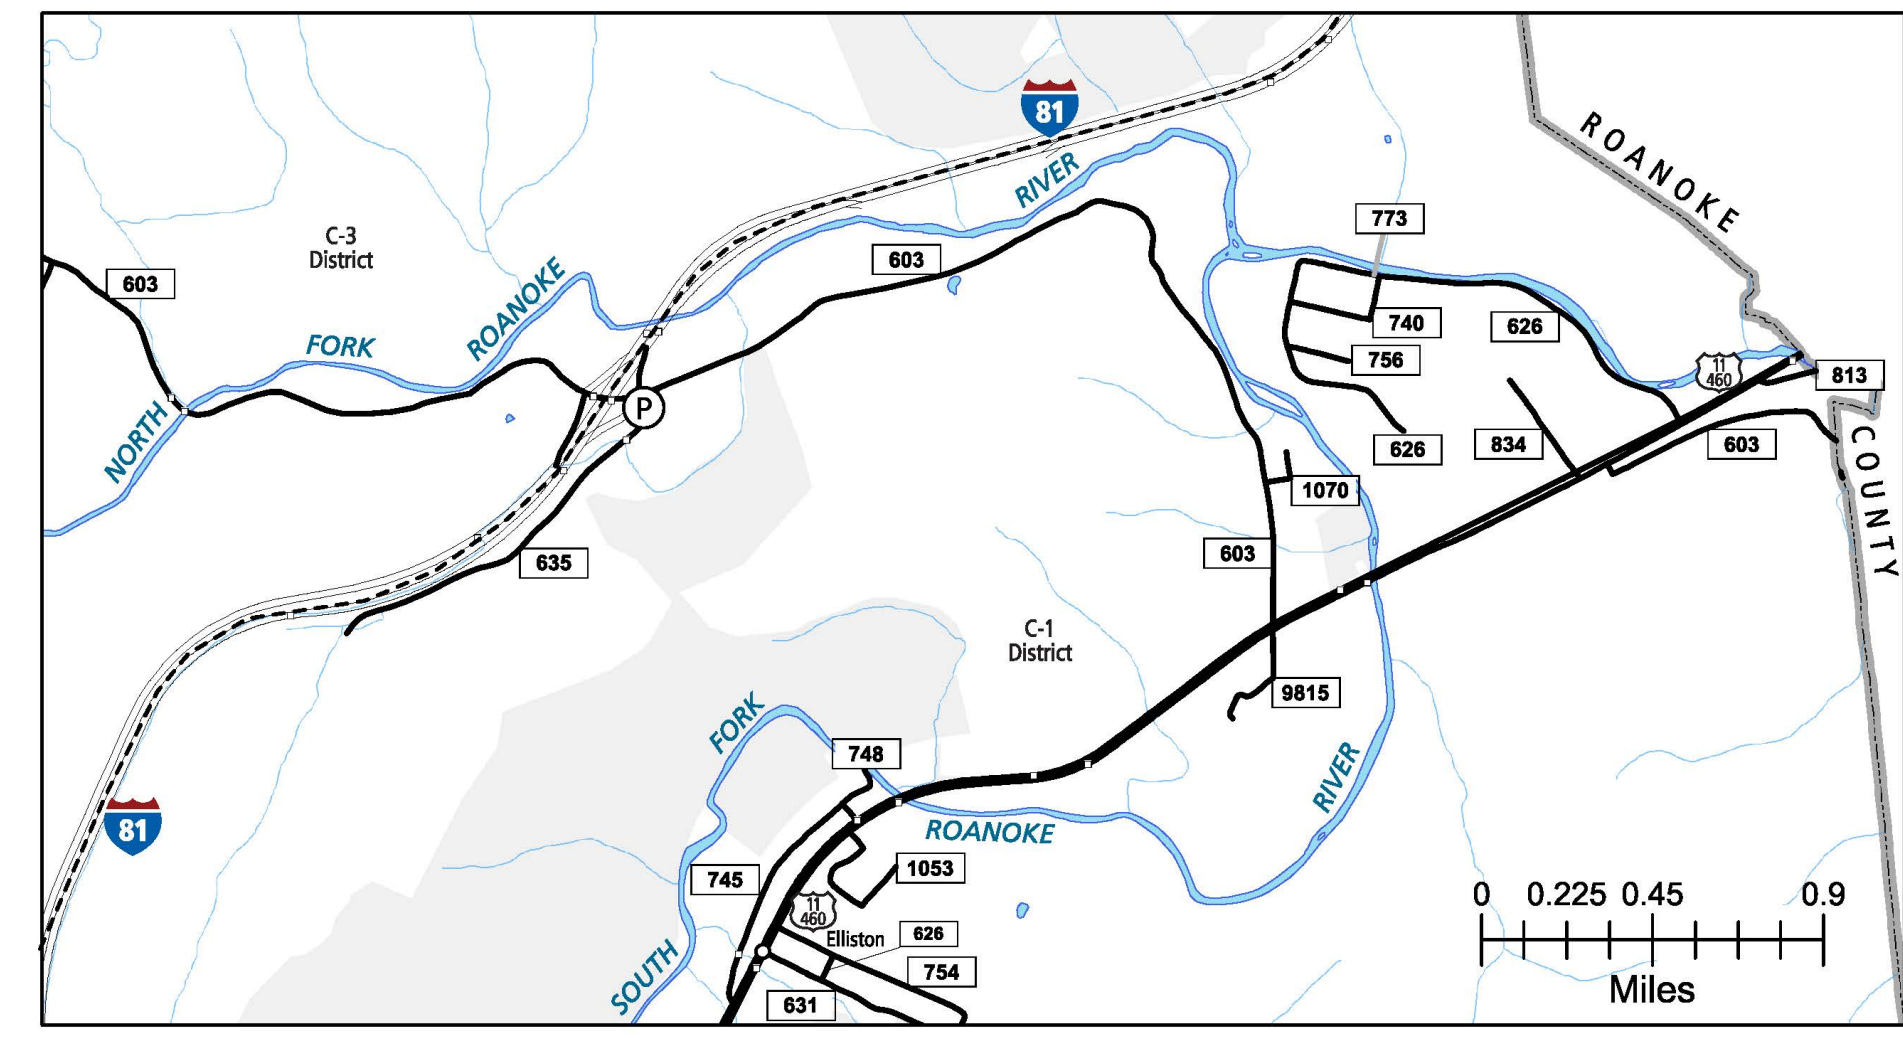 81
ROANOKE
RIVER
773
C-3
District
603
603
ROANOKE
FORK
740
626
756
11
460
813
P
NORTH
626
834
603
COUNTY
1070
603
635
C-1
District
9815
FORK
748
RIVER
81
ROANOKE
745
1053
11
460
Elliston
626
754
SOUTH
631
0 0.225 0.45 0.9
Miles